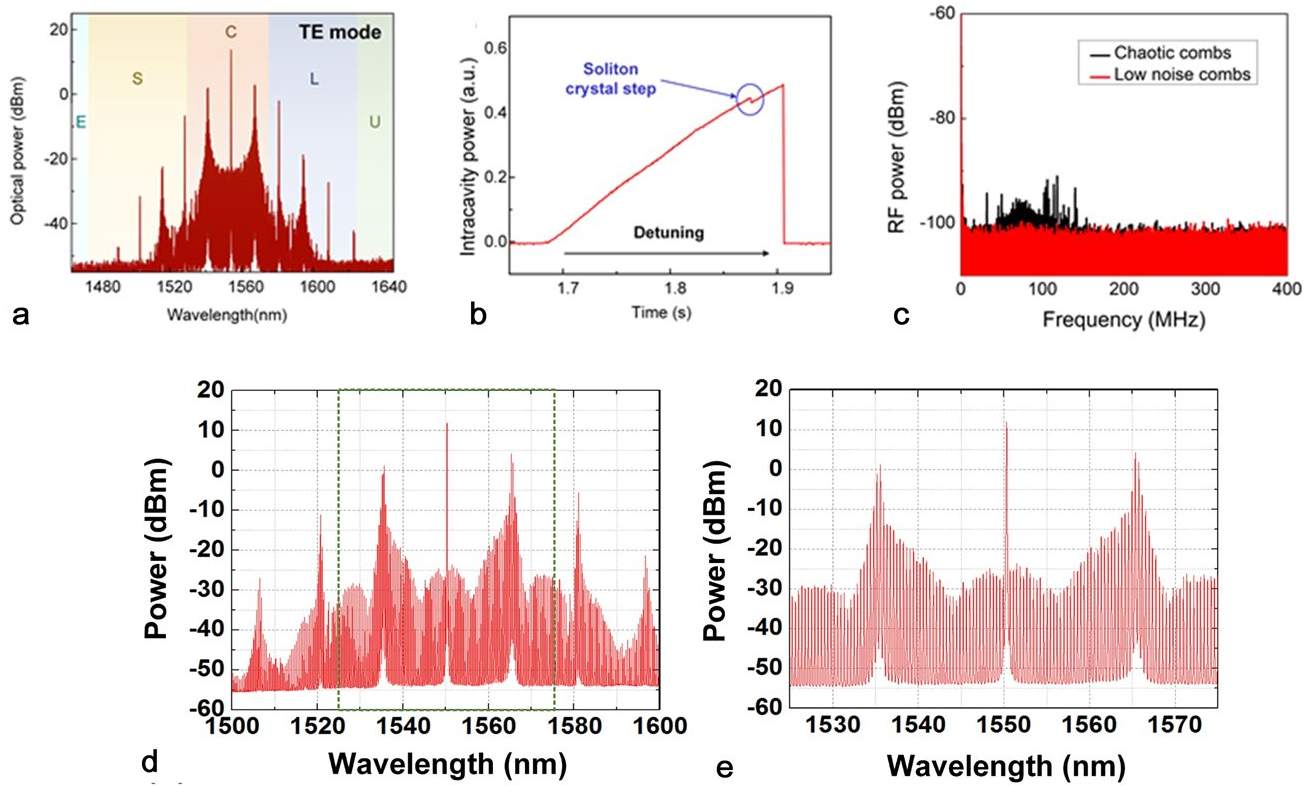 20
0
-20
-40
Optical power (dBm)
E
S
C
L
U
TE mode
1480
1520
1560
1600
1640
Wavelength(nm)
a
0.6
0.4
0.2
0.0
Intracavity power (a.u.)
Soliton
crystal step
Detuning
1.7
1.8
1.9
Time (s)
b
-60
-80
-100
RF power (dBm)
Chaotic combs
Low noise combs
0
100
200
300
400
Frequency (MHz)
c
20
10
0
-10
-20
-30
-40
-50
-60
Power (dBm)
1500
1520
1540
1560
1580
1600
Wavelength (nm)
d
20
10
0
-10
-20
-30
-40
-50
-60
Power (dBm)
1530
1540
1550
1560
1570
Wavelength (nm)
e